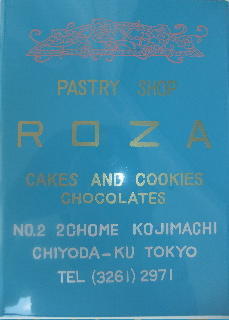 PASTRY SHOP
ROZA
CAKES AND COOKIES
CHOCOLATES
NO.2 2CHOME KOJIMACHI
CHIYODA-KU TOKYO
TEL (3261) 2971